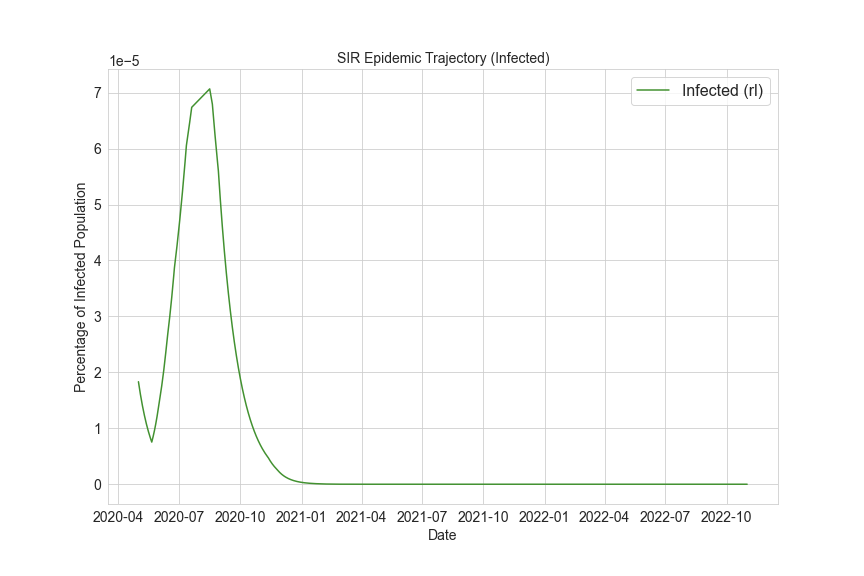 SIR Epidemic Trajectory (Infected)
1e−5
Infected (rI)
7
6
5
4
3
2
1
0
Percentage of Infected Population
2020-04 2020-07 2020-10 2021-01 2021-04 2021-07 2021-10 2022-01 2022-04 2022-07 2022-10
Date